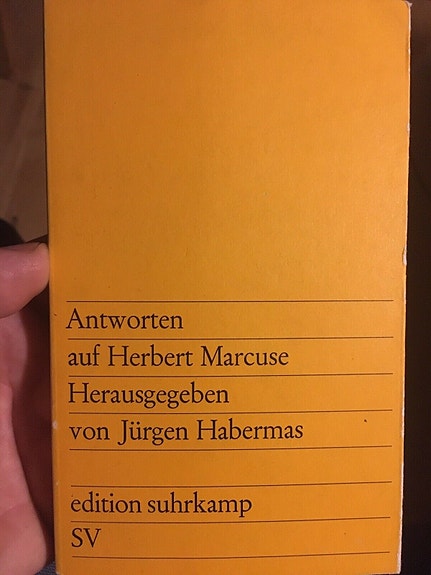 Antworten
auf Herbert Marcuse
Herausgegeben
von Jürgen Habermas
edition suhrkamp
SV